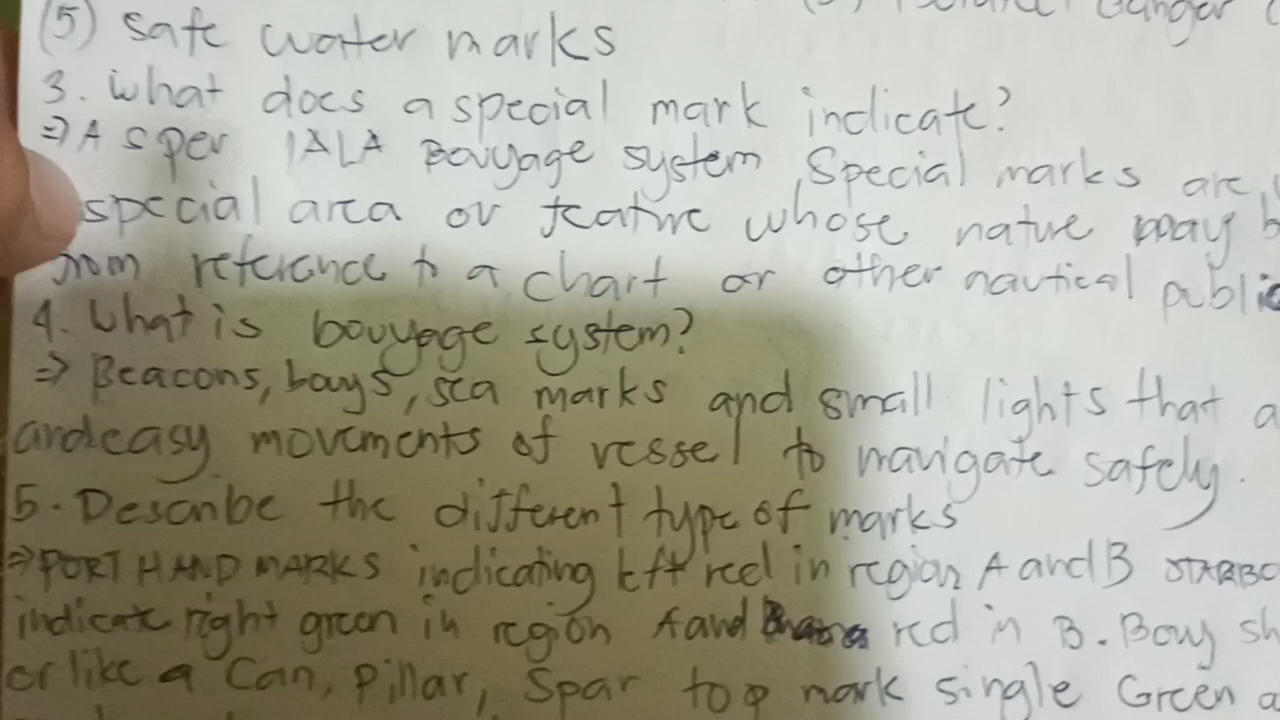 (5) safe water marks
3. What does a special mark indicate?
⇒ As per IALA Bouyage system, Special marks are
special area or feature whose nature may b
from reference to a chart or other nautical public
4. What is bouyage system?
⇒ Beacons, bouys, sea marks and small lights that a
and easy movements of vessel to navigate safely.
5. Describe the different type of marks
⇒ PORT HAND MARKS indicating left red in region A and B STARBO
indicate right green in region A and red in B. Bouy sh
or like a Can, pillar, Spar top mark single Green a